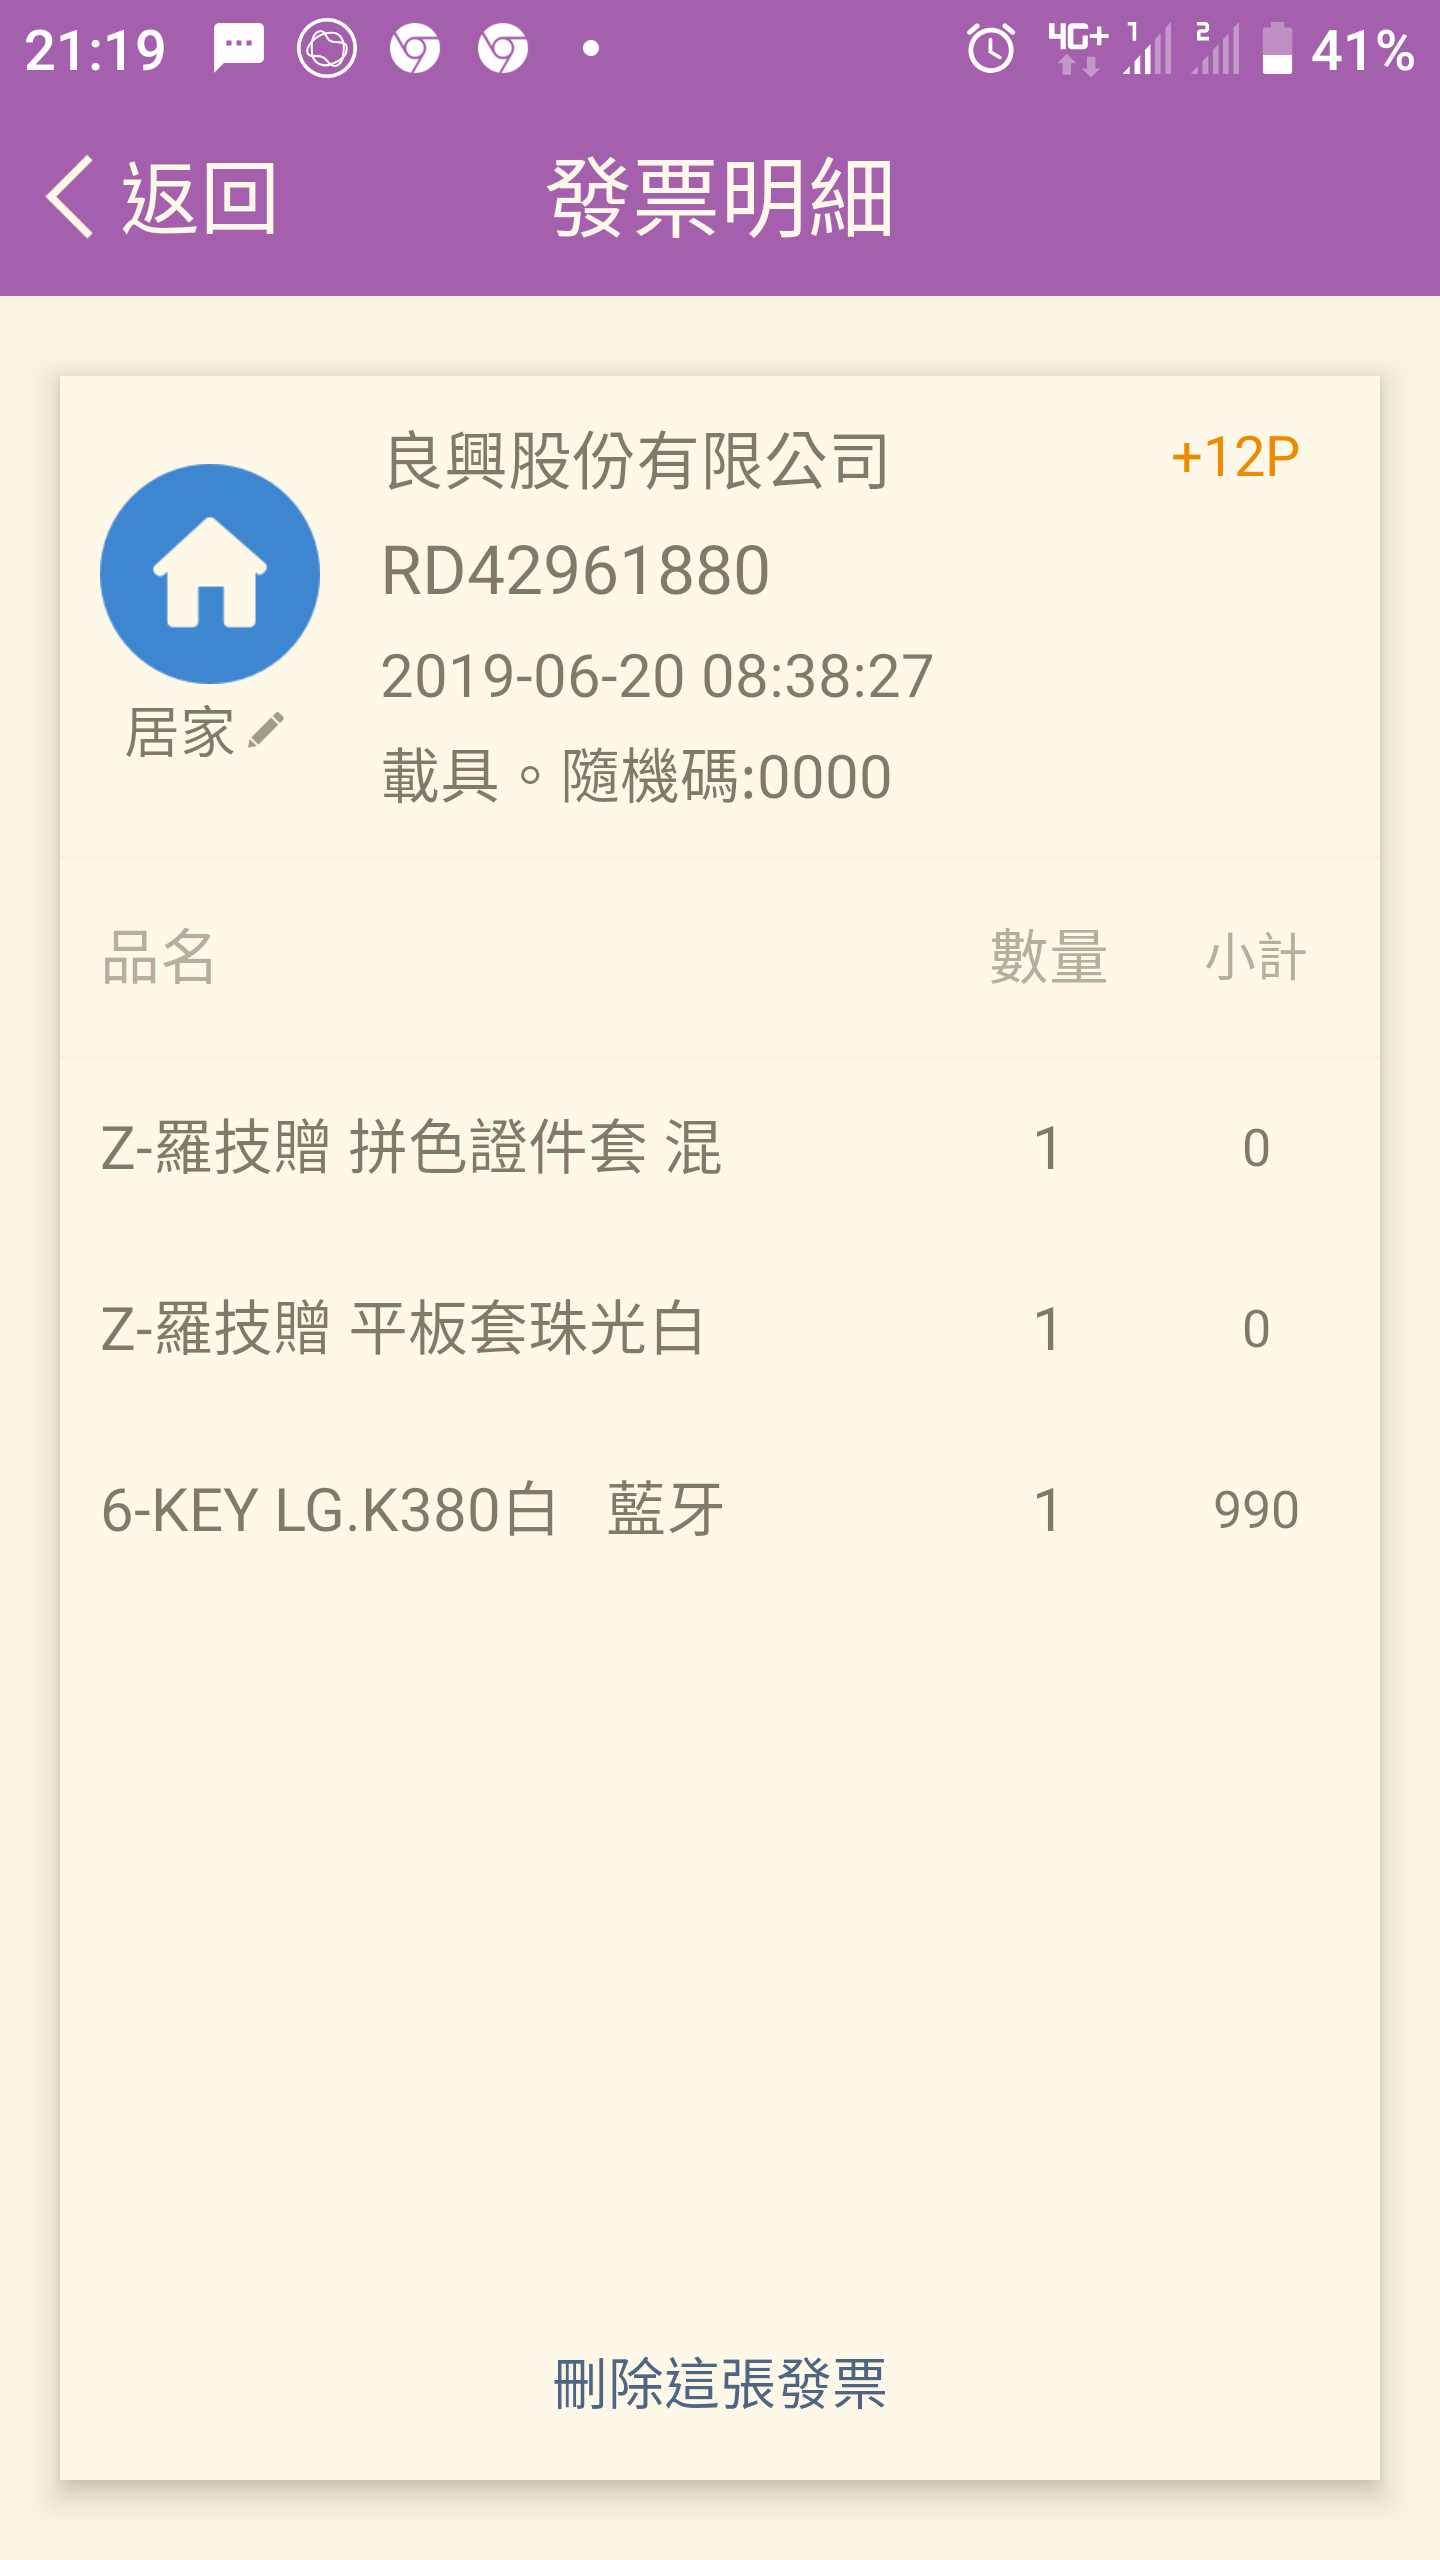 21:19 4G+ 1 2 41%
返回 發票明細
良興股份有限公司 +12P
RD42961880
2019-06-20 08:38:27
居家
載具。隨機碼:0000
品名 數量 小計
Z-羅技贈 拼色證件套 混 1 0
Z-羅技贈 平板套珠光白 1 0
6-KEY LG.K380白 藍牙 1 990
刪除這張發票